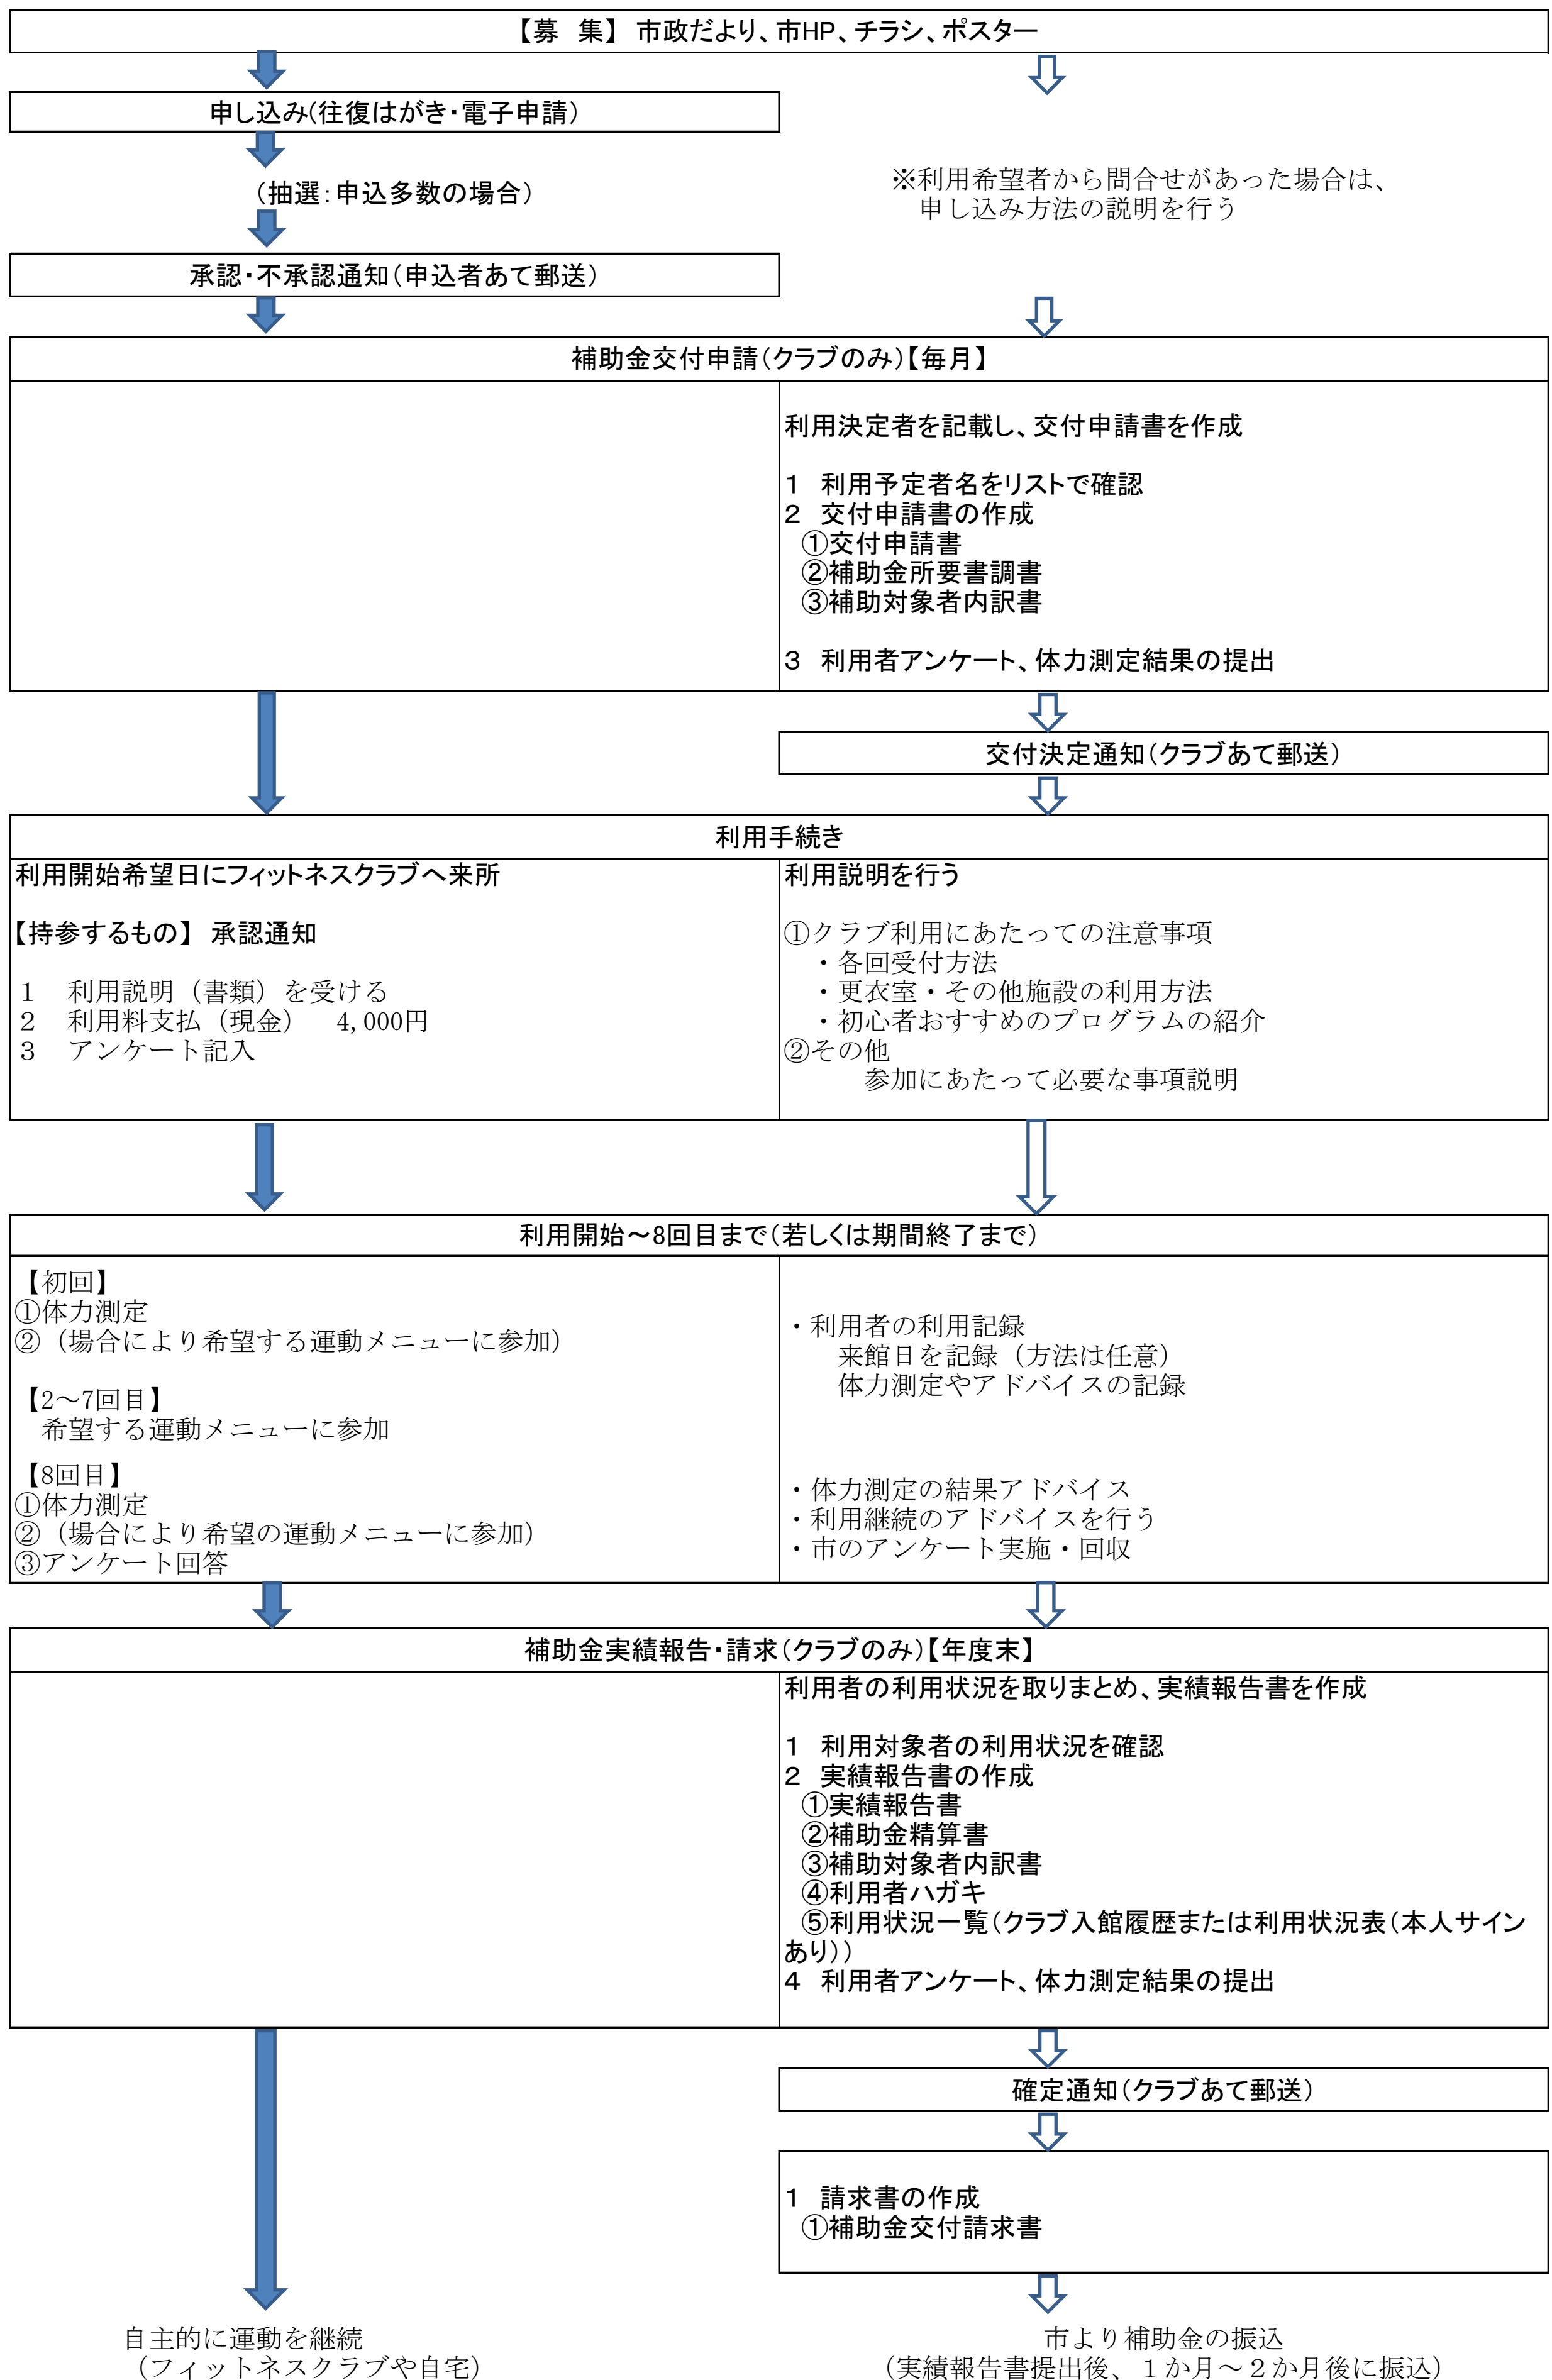 【募　集】　市政だより、市HP、チラシ、ポスター
申し込み（往復はがき・電子申請）
（抽選：申込多数の場合）
※利用希望者から問合せがあった場合は、
申し込み方法の説明を行う
承認・不承認通知（申込者あて郵送）
補助金交付申請（クラブのみ）【毎月】
利用決定者を記載し、交付申請書を作成
１　利用予定者名をリストで確認
２　交付申請書の作成
①交付申請書
②補助金所要書調書
③補助対象者内訳書
３　利用者アンケート、体力測定結果の提出
交付決定通知（クラブあて郵送）
利用手続き
利用開始希望日にフィットネスクラブへ来所
【持参するもの】　承認通知
１　利用説明（書類）を受ける
２　利用料支払（現金）　4,000円
３　アンケート記入
利用説明を行う
①クラブ利用にあたっての注意事項
・各回受付方法
・更衣室・その他施設の利用方法
・初心者おすすめのプログラムの紹介
②その他
参加にあたって必要な事項説明
利用開始～8回目まで（若しくは期間終了まで）
【初回】
①体力測定
②（場合により希望する運動メニューに参加）
【2～7回目】
希望する運動メニューに参加
【8回目】
①体力測定
②（場合により希望の運動メニューに参加）
③アンケート回答
・利用者の利用記録
来館日を記録（方法は任意）
体力測定やアドバイスの記録
・体力測定の結果アドバイス
・利用継続のアドバイスを行う
・市のアンケート実施・回収
補助金実績報告・請求（クラブのみ）【年度末】
利用者の利用状況を取りまとめ、実績報告書を作成
１　利用対象者の利用状況を確認
２　実績報告書の作成
①実績報告書
②補助金精算書
③補助対象者内訳書
④利用者ハガキ
⑤利用状況一覧（クラブ入館履歴または利用状況表（本人サイン
あり））
４　利用者アンケート、体力測定結果の提出
確定通知（クラブあて郵送）
１　請求書の作成
①補助金交付請求書
自主的に運動を継続
（フィットネスクラブや自宅）
市より補助金の振込
（実績報告書提出後、１か月～２か月後に振込）